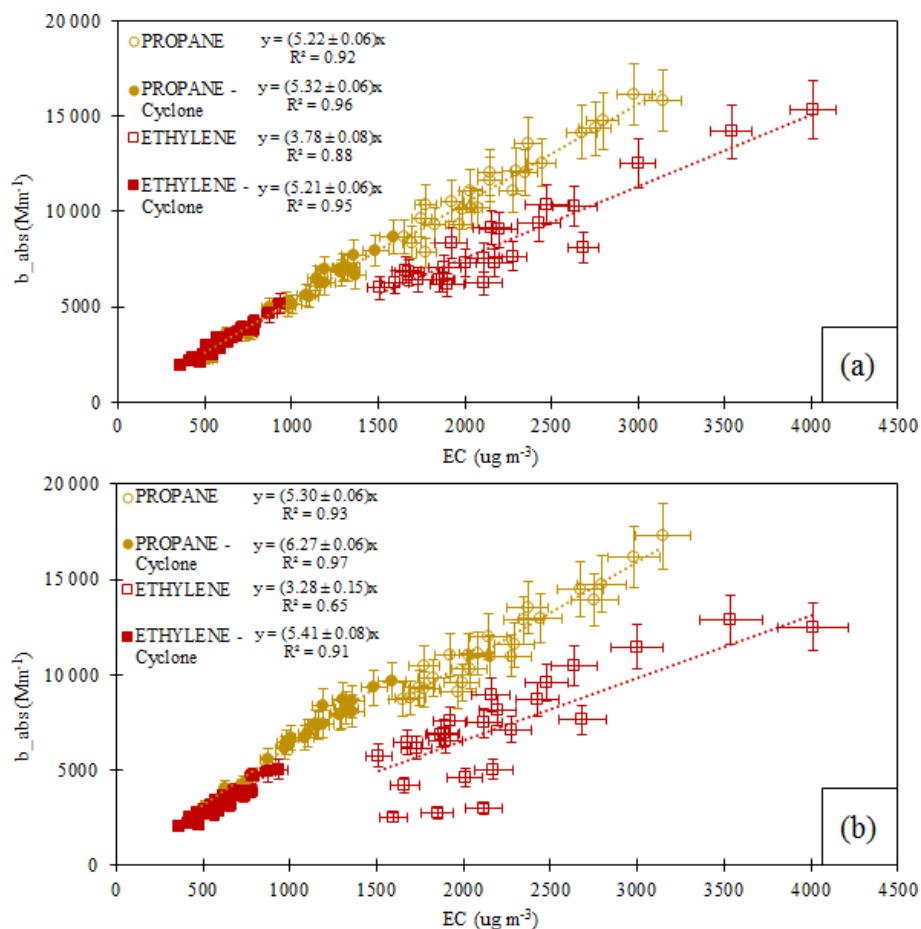 20 000
15 000
10 000
5000
0
b_abs (Mm-1)
PROPANE y = (5.22 ± 0.06)x
R² = 0.92
PROPANE - y = (5.32 ± 0.06)x
Cyclone R² = 0.96
ETHYLENE y = (3.78 ± 0.08)x
R² = 0.88
ETHYLENE - y = (5.21 ± 0.06)x
Cyclone R² = 0.95
(a)
0 500 1000 1500 2000 2500 3000 3500 4000 4500
EC (ug m-3)
20 000
15 000
10 000
5000
0
b_abs (Mm-1)
PROPANE y = (5.30 ± 0.06)x
R² = 0.93
PROPANE - y = (6.27 ± 0.06)x
Cyclone R² = 0.97
ETHYLENE y = (3.28 ± 0.15)x
R² = 0.65
ETHYLENE - y = (5.41 ± 0.08)x
Cyclone R² = 0.91
(b)
0 500 1000 1500 2000 2500 3000 3500 4000 4500
EC (ug m-3)